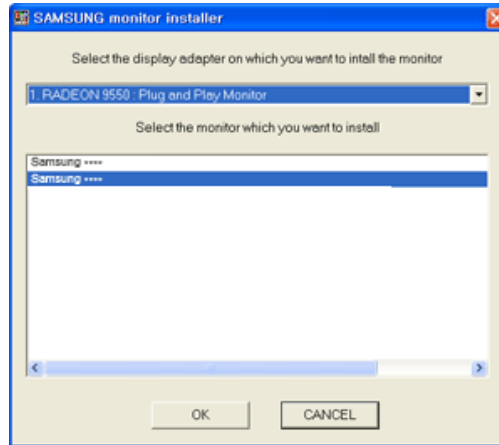 SAMSUNG monitor installer
Select the display adapter on which you want to intall the monitor
1. RADEON 9550 : Plug and Play Monitor
Select the monitor which you want to install
Samsung ----
Samsung ----
OK
CANCEL